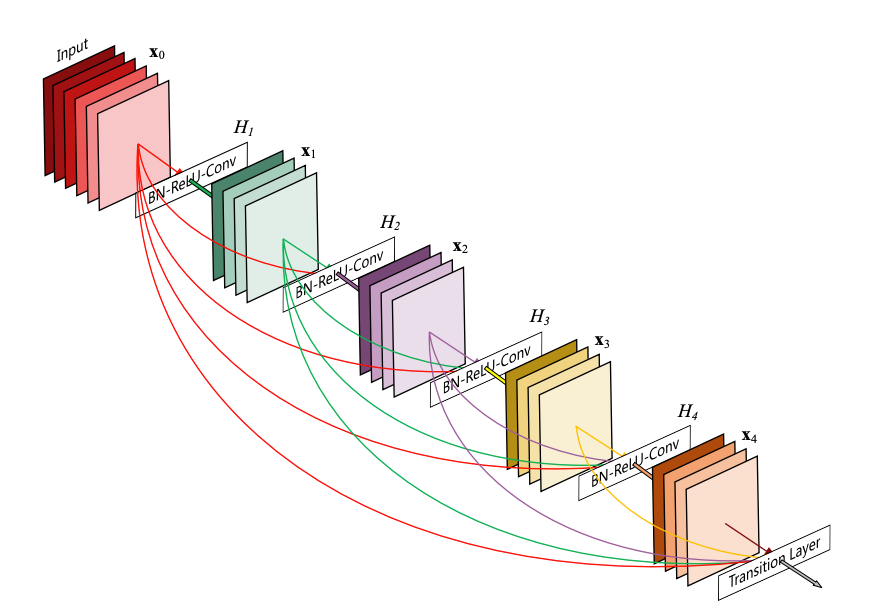 Input
x0
H1
BN-ReLU-Conv
x1
H2
BN-ReLU-Conv
x2
H3
BN-ReLU-Conv
x3
H4
BN-ReLU-Conv
x4
Transition Layer